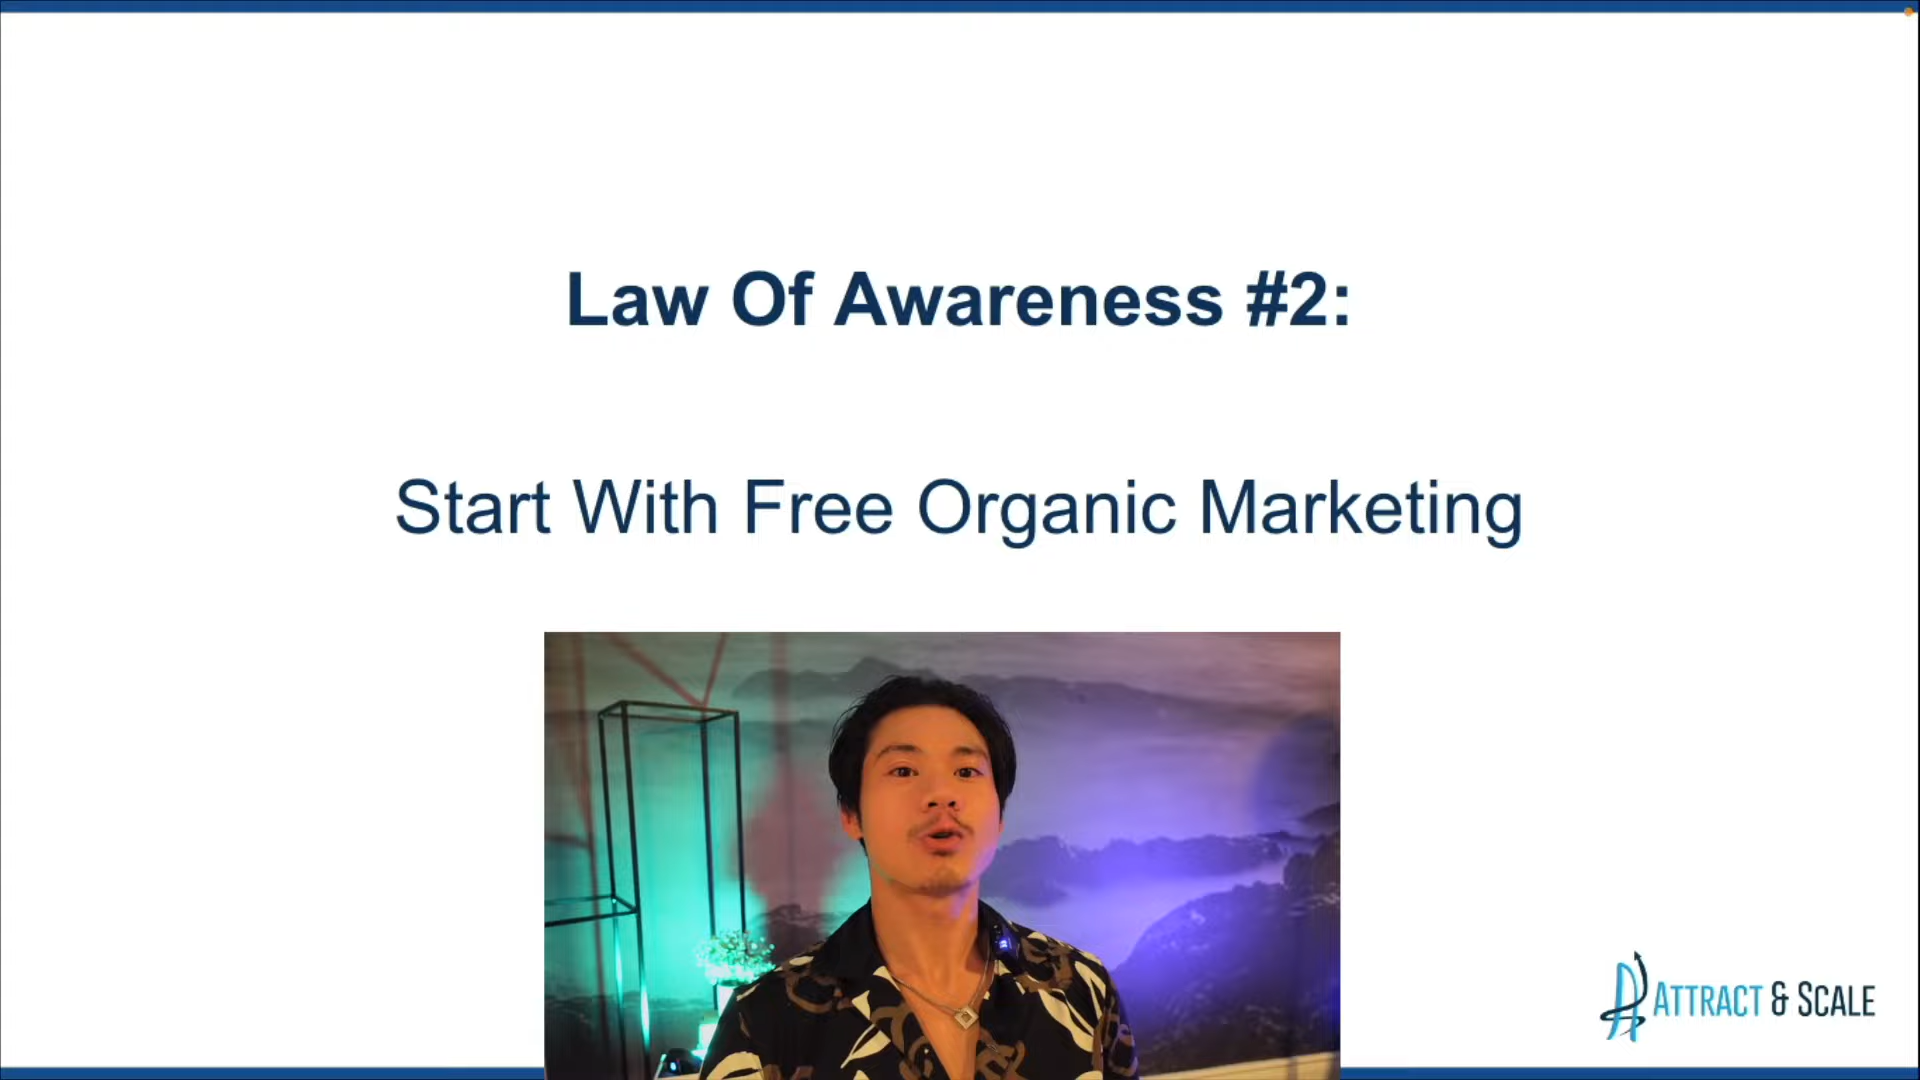 Law Of Awareness #2:
Start With Free Organic Marketing
ATTRACT & SCALE